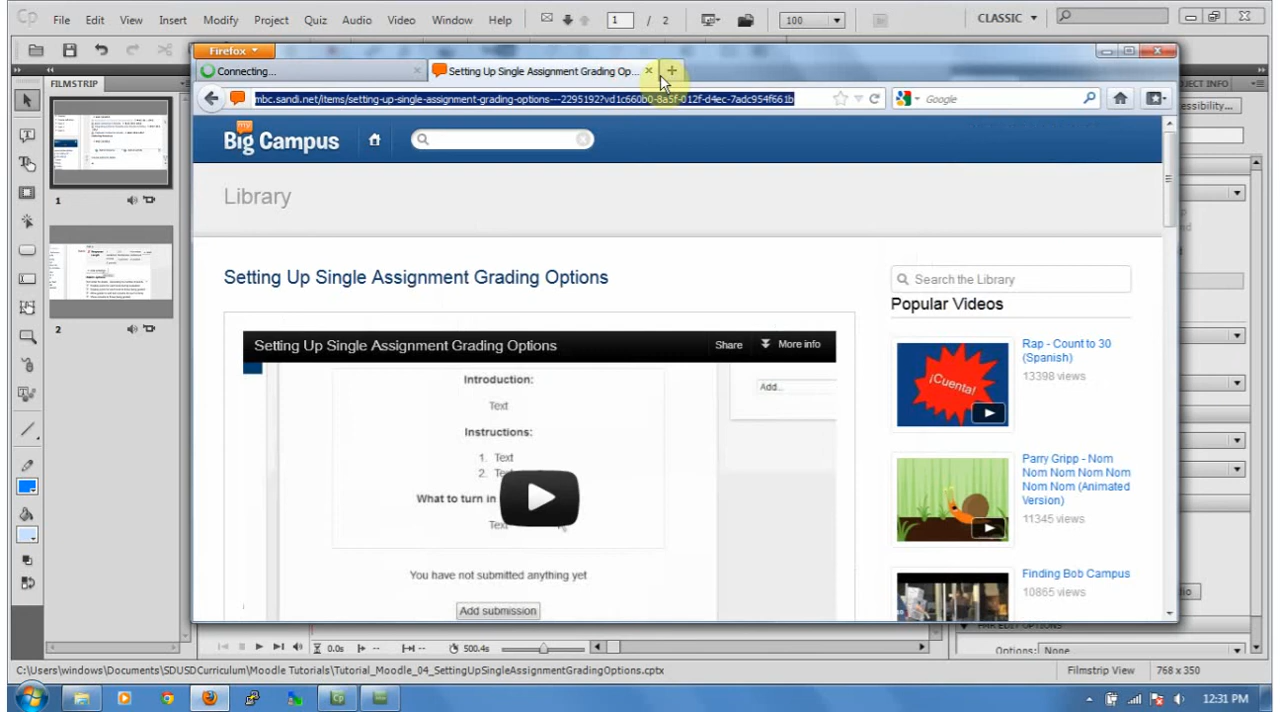 Cp File Edit View Insert Modify Project Quiz Audio Video Window Help 1 / 2 100 CLASSIC
FILMSTRIP
Firefox
Connecting...
Setting Up Single Assignment Grading Op...
mbc.sandi.net/items/setting-up-single-assignment-grading-options---2295192?vd1c660b0-8a5f-012f-d4ec-7adc954f661b
Google
JECT INFO
cessibility...
my
Big Campus
Library
Setting Up Single Assignment Grading Options
Search the Library
Popular Videos
Setting Up Single Assignment Grading Options
Share
More info
Introduction:
Text
Instructions:
1. Text
2.
What to turn in
Add...
You have not submitted anything yet
Add submission
¡Cuenta!
Rap - Count to 30
(Spanish)
13398 views
Parry Gripp - Nom
Nom Nom Nom Nom
Nom Nom (Animated
Version)
11345 views
Finding Bob Campus
10865 views
1
2
0.0s
500.4s
Options: None
C:\Users\windows\Documents\SDUSDCurriculum\Moodle Tutorials\Tutorial_Moodle_04_SettingUpSingleAssignmentGradingOptions.cptx
Filmstrip View
768 x 350
12:31 PM